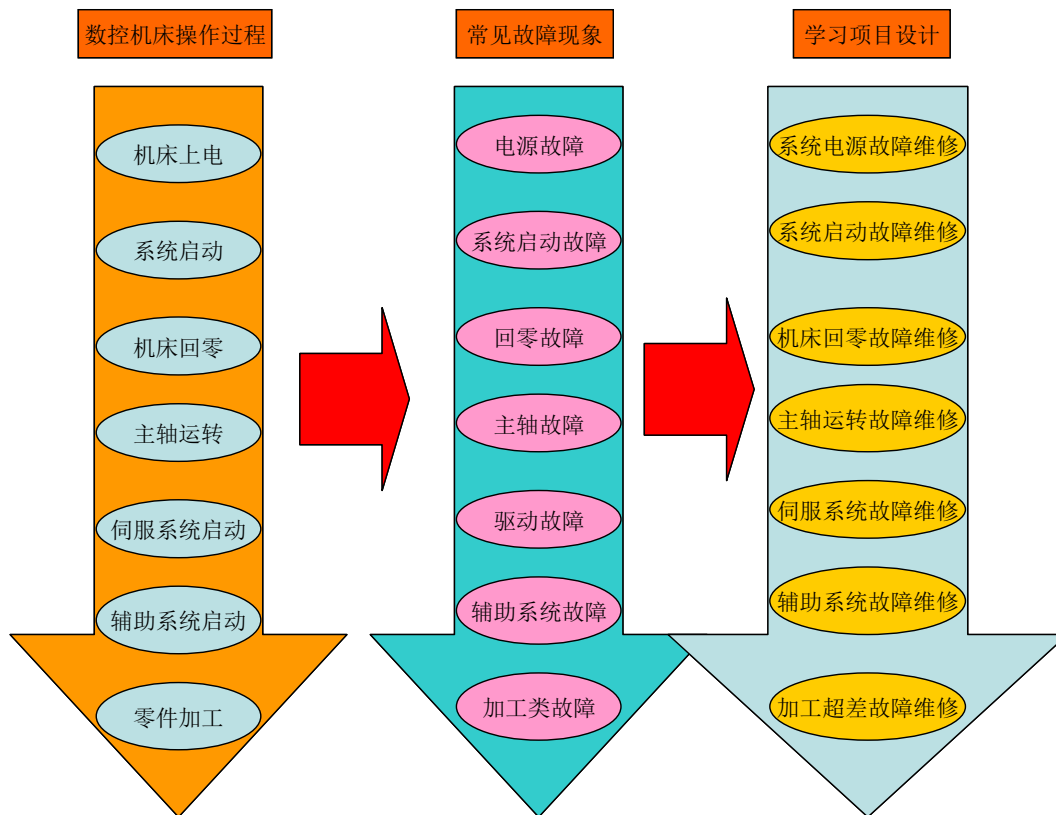 数控机床操作过程
机床上电
系统启动
机床回零
主轴运转
伺服系统启动
辅助系统启动
零件加工
常见故障现象
电源故障
系统启动故障
回零故障
主轴故障
驱动故障
辅助系统故障
加工类故障
学习项目设计
系统电源故障维修
系统启动故障维修
机床回零故障维修
主轴运转故障维修
伺服系统故障维修
辅助系统故障维修
加工超差故障维修